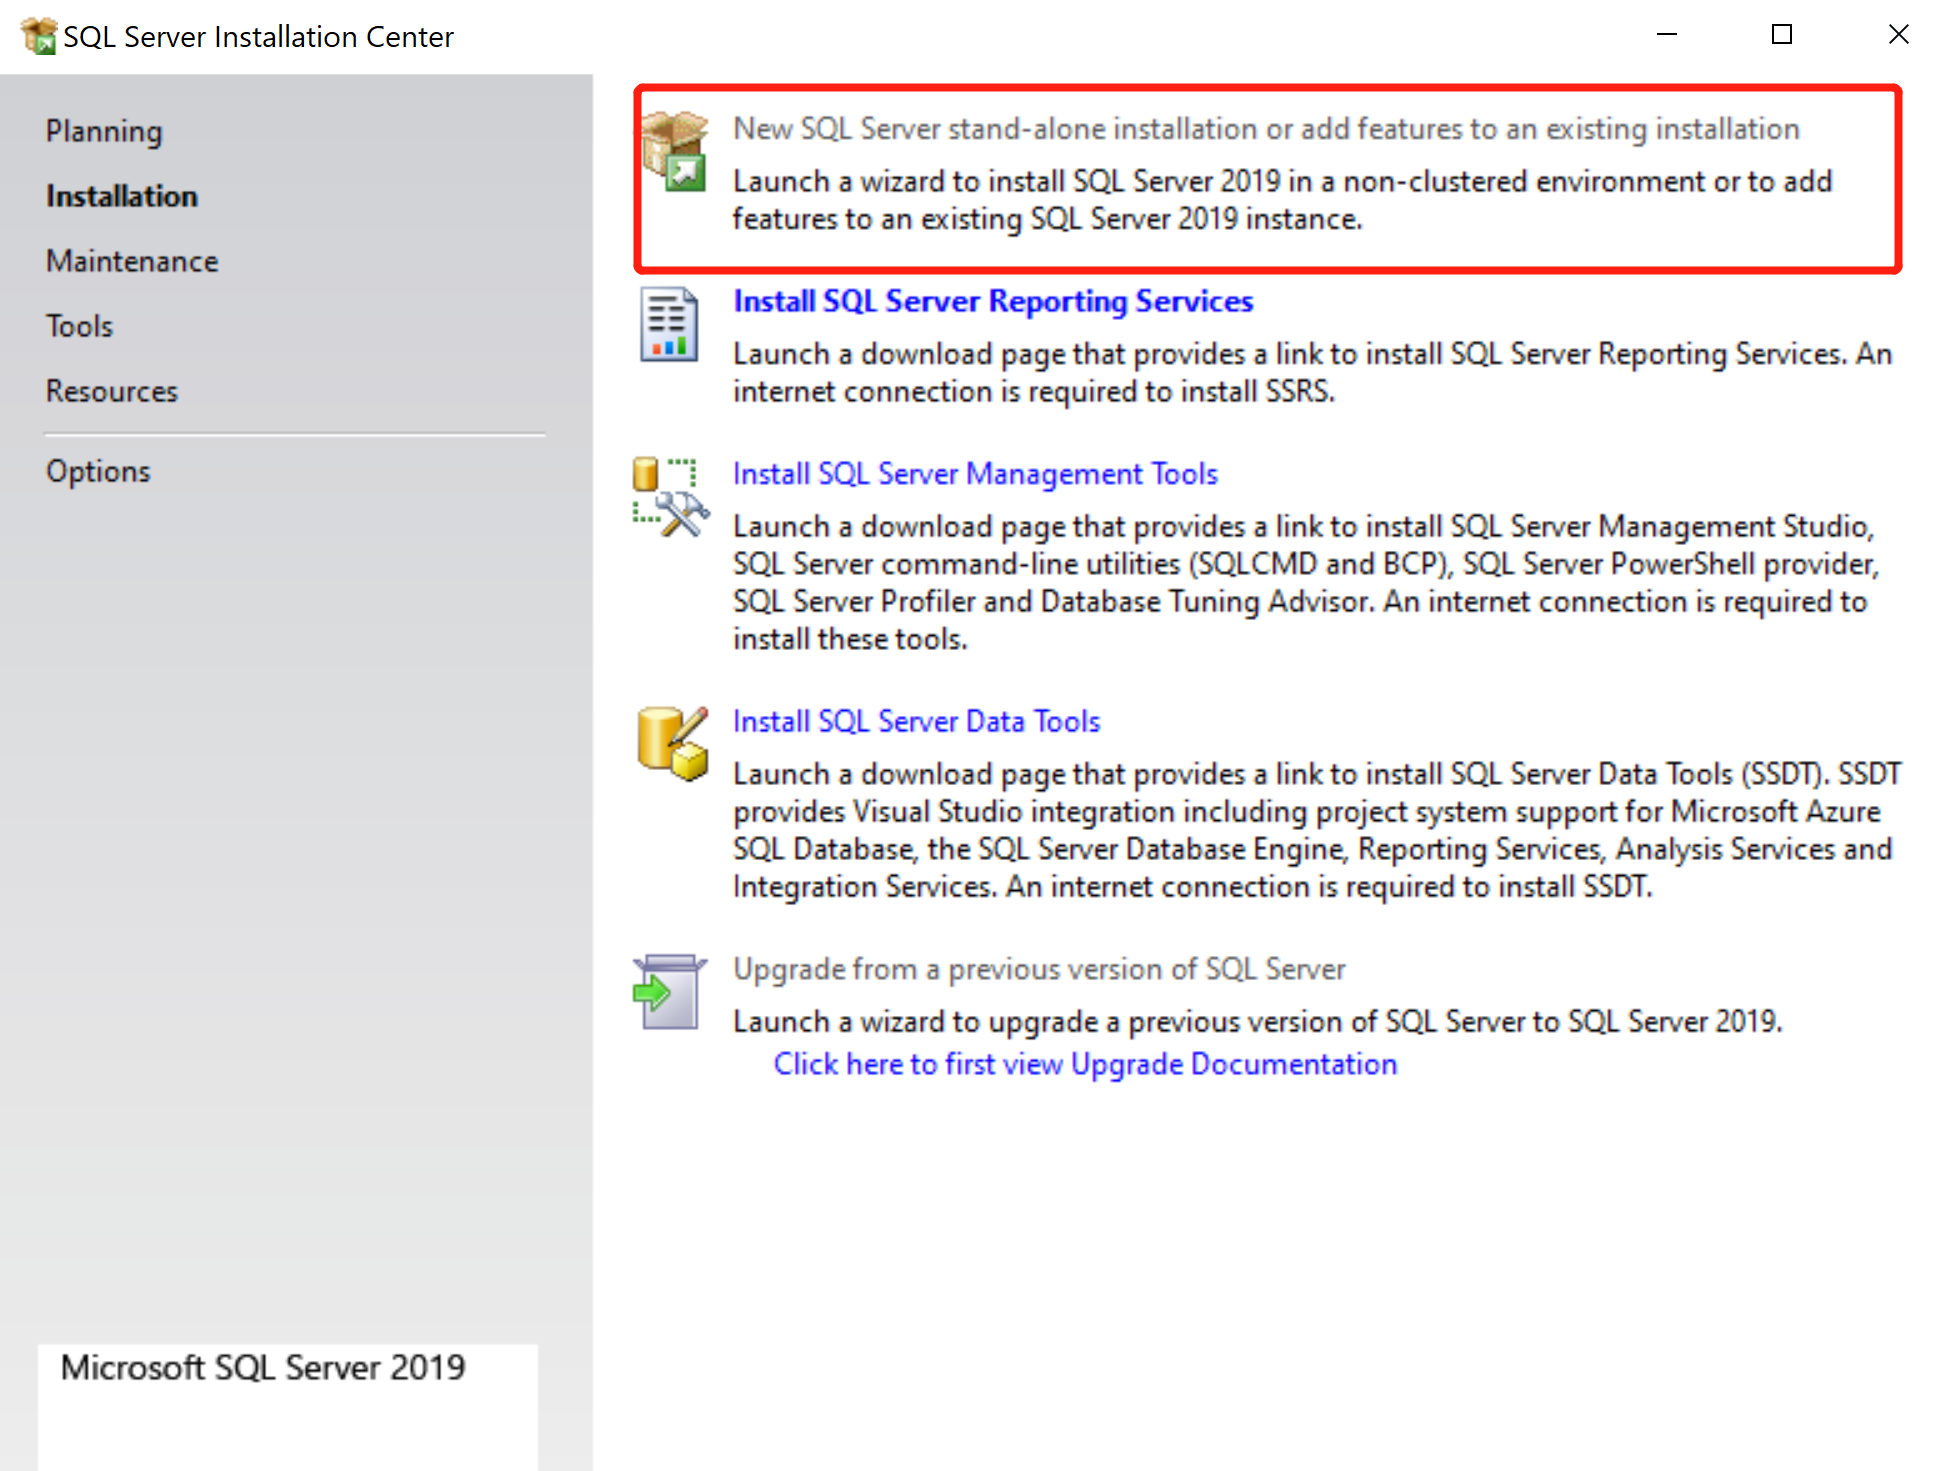 SQL Server Installation Center
Planning
Installation
Maintenance
Tools
Resources
Options
Microsoft SQL Server 2019
New SQL Server stand-alone installation or add features to an existing installation
Launch a wizard to install SQL Server 2019 in a non-clustered environment or to add
features to an existing SQL Server 2019 instance.
Install SQL Server Reporting Services
Launch a download page that provides a link to install SQL Server Reporting Services. An
internet connection is required to install SSRS.
Install SQL Server Management Tools
Launch a download page that provides a link to install SQL Server Management Studio,
SQL Server command-line utilities (SQLCMD and BCP), SQL Server PowerShell provider,
SQL Server Profiler and Database Tuning Advisor. An internet connection is required to
install these tools.
Install SQL Server Data Tools
Launch a download page that provides a link to install SQL Server Data Tools (SSDT). SSDT
provides Visual Studio integration including project system support for Microsoft Azure
SQL Database, the SQL Server Database Engine, Reporting Services, Analysis Services and
Integration Services. An internet connection is required to install SSDT.
Upgrade from a previous version of SQL Server
Launch a wizard to upgrade a previous version of SQL Server to SQL Server 2019.
Click here to first view Upgrade Documentation